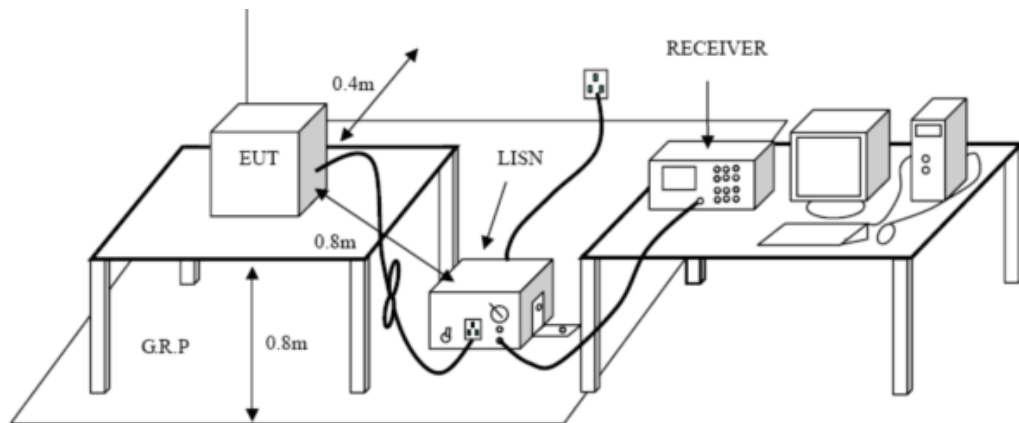 RECEIVER
0.4m
EUT
LISN
0.8m
G.R.P
0.8m